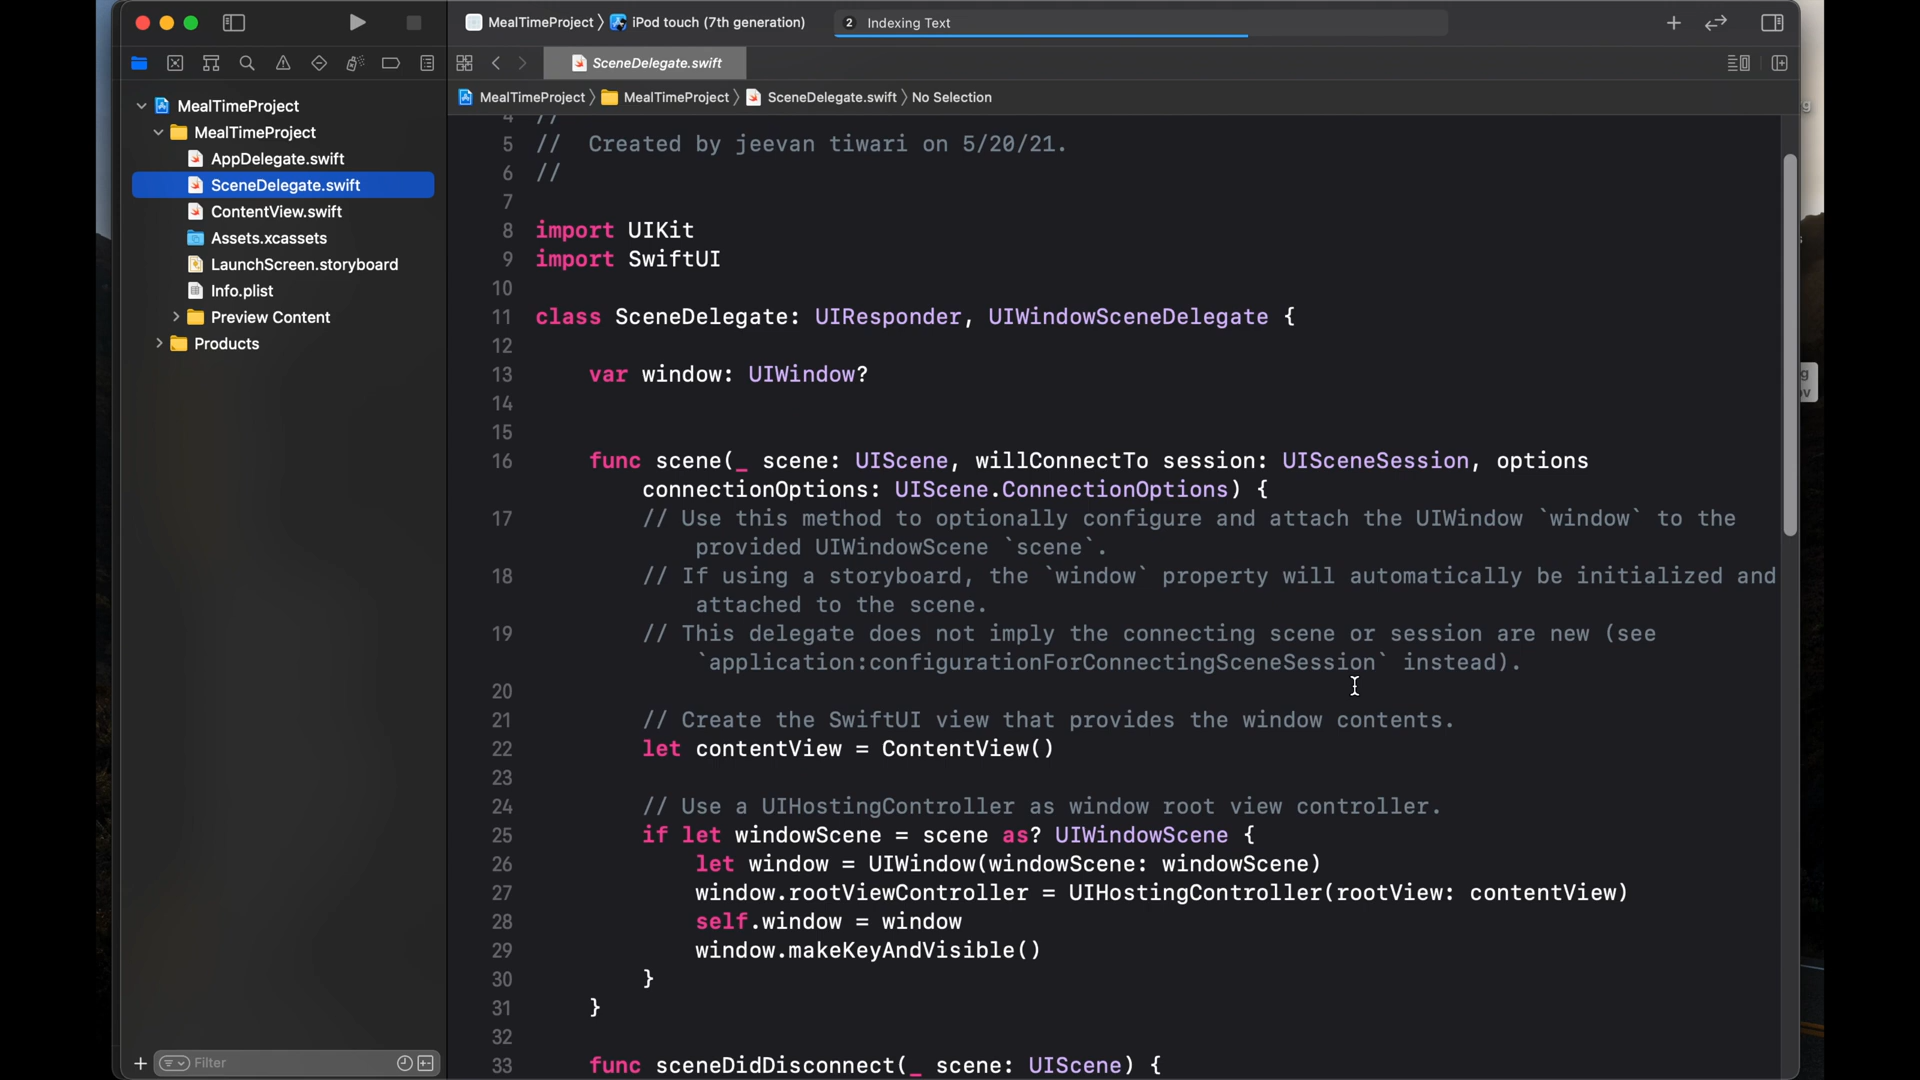 MealTimeProject 〉 iPod touch (7th generation)
2 Indexing Text
SceneDelegate.swift
MealTimeProject 〉 MealTimeProject 〉 SceneDelegate.swift 〉 No Selection
MealTimeProject
MealTimeProject
AppDelegate.swift
SceneDelegate.swift
ContentView.swift
Assets.xcassets
LaunchScreen.storyboard
Info.plist
Preview Content
Products
Filter
4 //
5 //  Created by jeevan tiwari on 5/20/21.
6 //
7
8 import UIKit
9 import SwiftUI
10
11 class SceneDelegate: UIResponder, UIWindowSceneDelegate {
12
13     var window: UIWindow?
14
15
16     func scene(_ scene: UIScene, willConnectTo session: UISceneSession, options
connectionOptions: UIScene.ConnectionOptions) {
17         // Use this method to optionally configure and attach the UIWindow `window` to the
provided UIWindowScene `scene`.
18         // If using a storyboard, the `window` property will automatically be initialized and
attached to the scene.
19         // This delegate does not imply the connecting scene or session are new (see
`application:configurationForConnectingSceneSession` instead).
20
21         // Create the SwiftUI view that provides the window contents.
22         let contentView = ContentView()
23
24         // Use a UIHostingController as window root view controller.
25         if let windowScene = scene as? UIWindowScene {
26             let window = UIWindow(windowScene: windowScene)
27             window.rootViewController = UIHostingController(rootView: contentView)
28             self.window = window
29             window.makeKeyAndVisible()
30         }
31     }
32
33     func sceneDidDisconnect(_ scene: UIScene) {